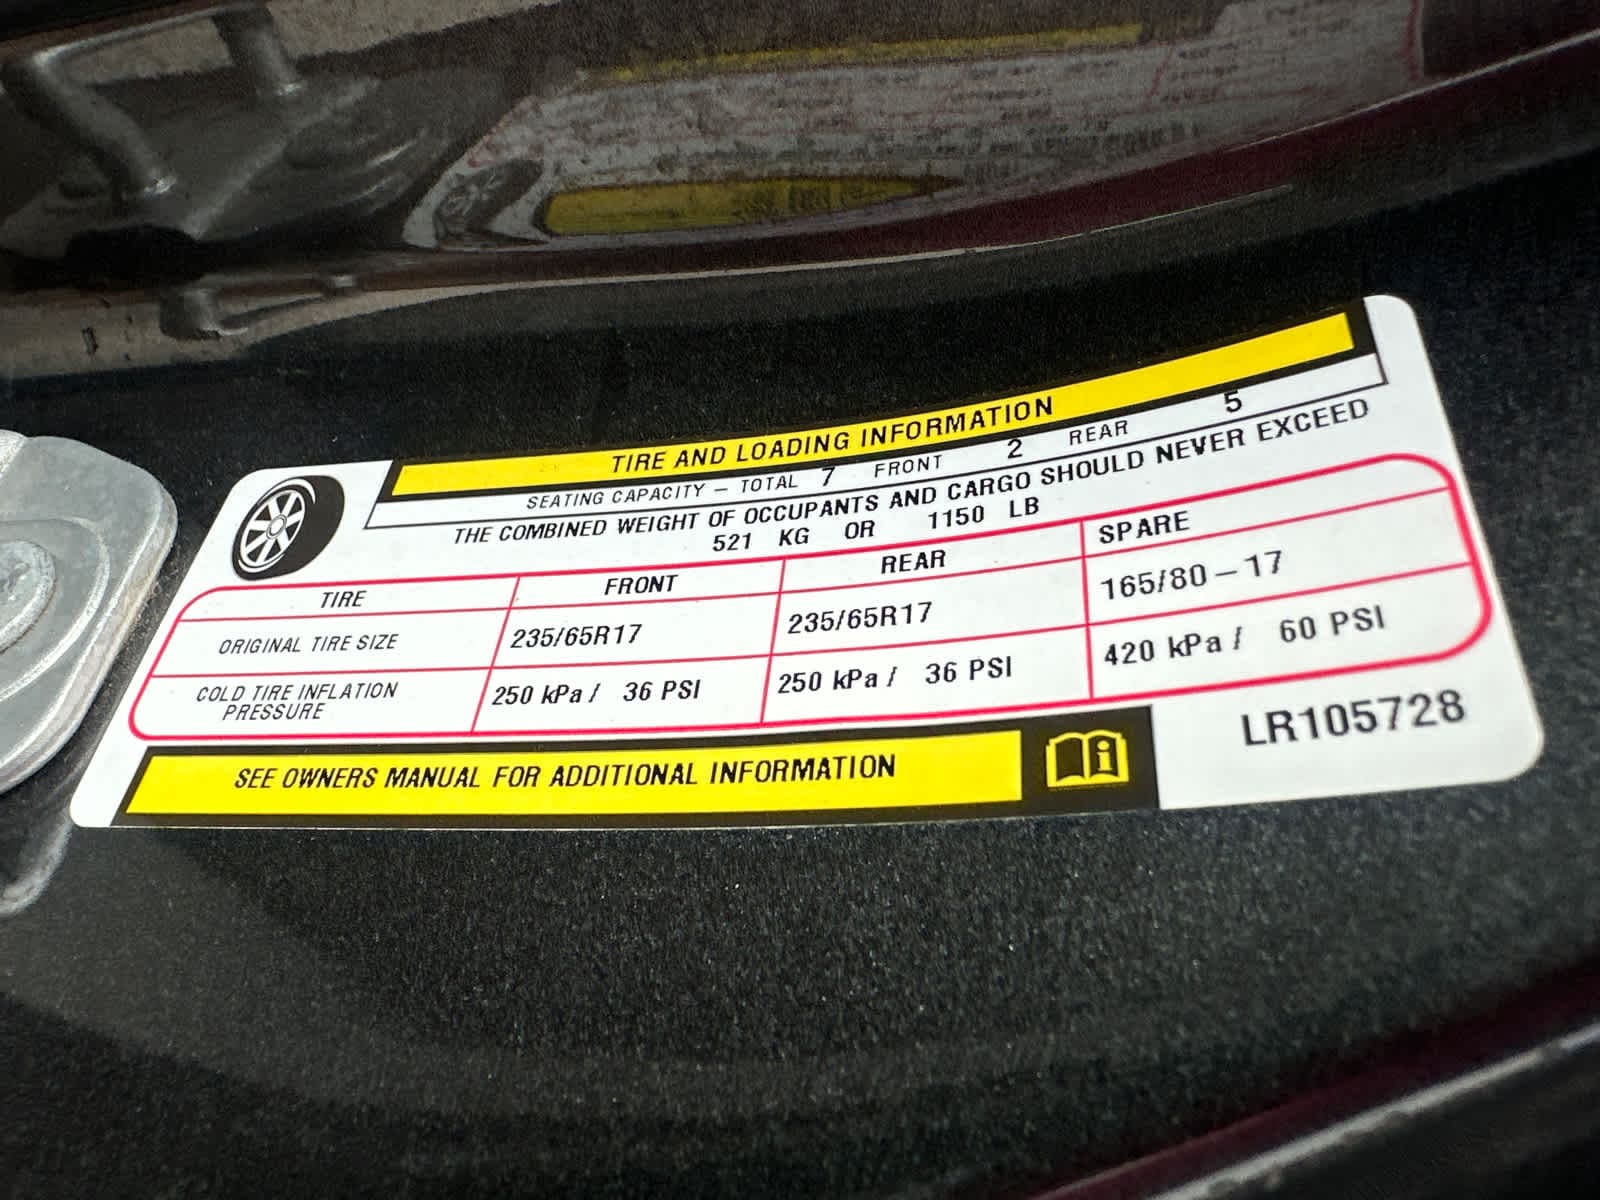 TIRE AND LOADING INFORMATION
SEATING CAPACITY – TOTAL 7 FRONT 2 REAR 5
THE COMBINED WEIGHT OF OCCUPANTS AND CARGO SHOULD NEVER EXCEED
521 KG OR 1150 LB
TIRE FRONT REAR SPARE
ORIGINAL TIRE SIZE 235/65R17 235/65R17 165/80 – 17
COLD TIRE INFLATION PRESSURE 250 kPa / 36 PSI 250 kPa / 36 PSI 420 kPa / 60 PSI
SEE OWNERS MANUAL FOR ADDITIONAL INFORMATION
LR105728